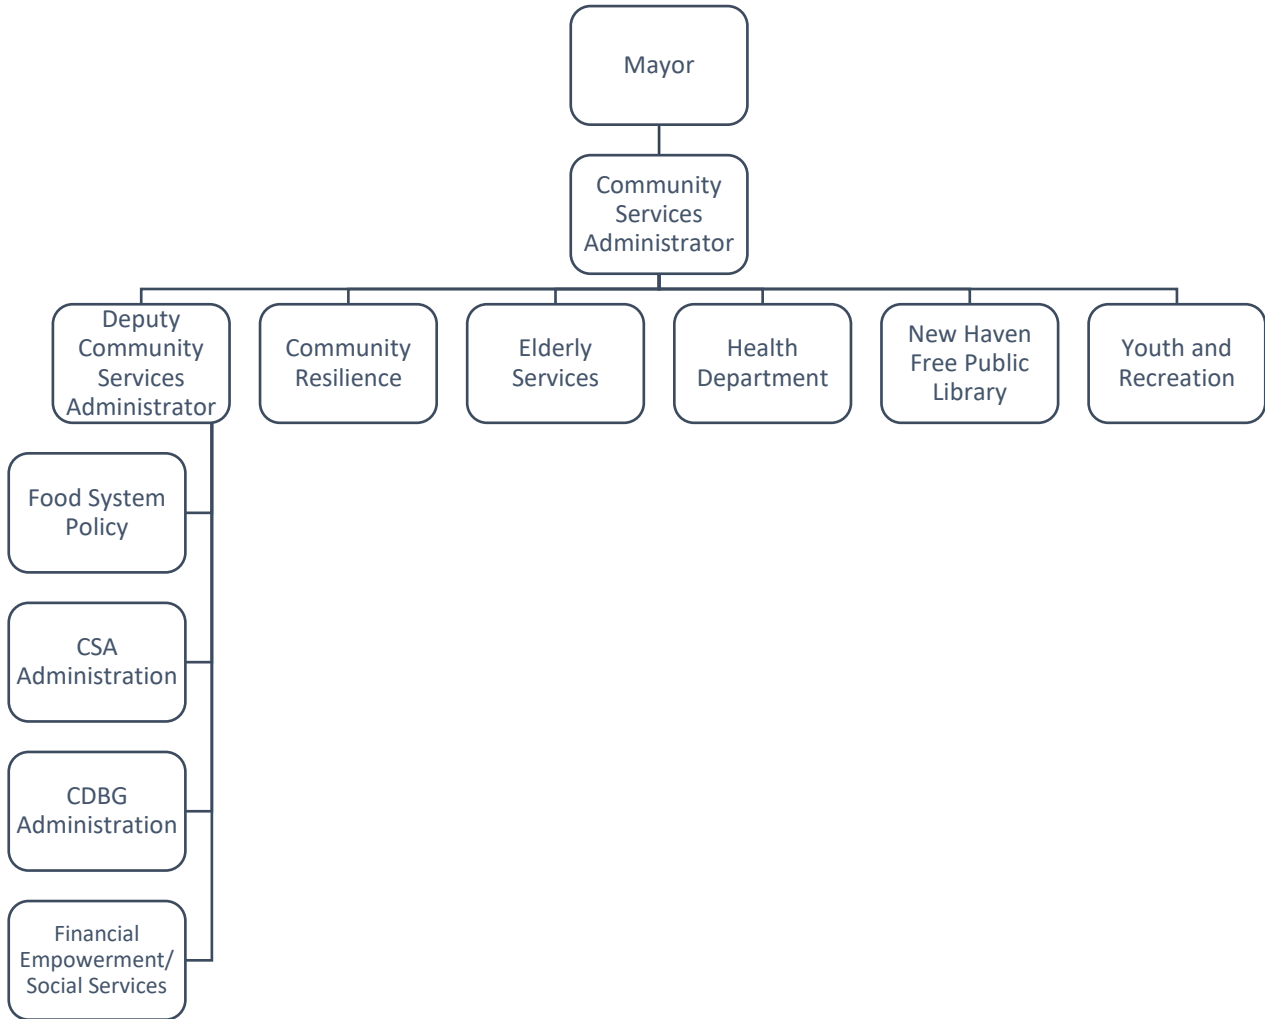 Mayor
Community
Services
Administrator
Deputy
Community
Services
Administrator
Community
Resilience
Elderly
Services
Health
Department
New Haven
Free Public
Library
Youth and
Recreation
Food System
Policy
CSA
Administration
CDBG
Administration
Financial
Empowerment/
Social Services